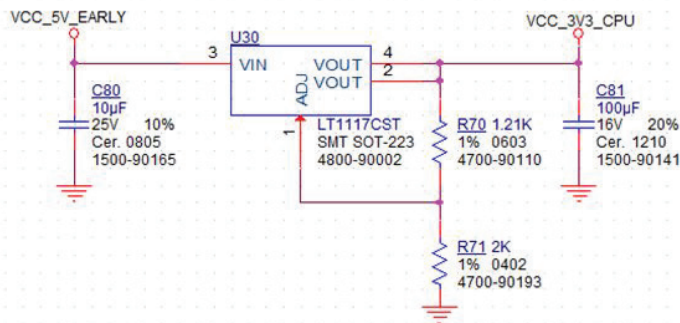 VCC_5V_EARLY
VCC_3V3_CPU
U30
3
VIN
VOUT
4
VOUT
2
ADJ
1
C80
10µF
25V 10%
Cer. 0805
1500-90165
LT1117CST
SMT SOT-223
4800-90002
R70 1.21K
1% 0603
4700-90110
C81
100µF
16V 20%
Cer. 1210
1500-90141
R71 2K
1% 0402
4700-90193